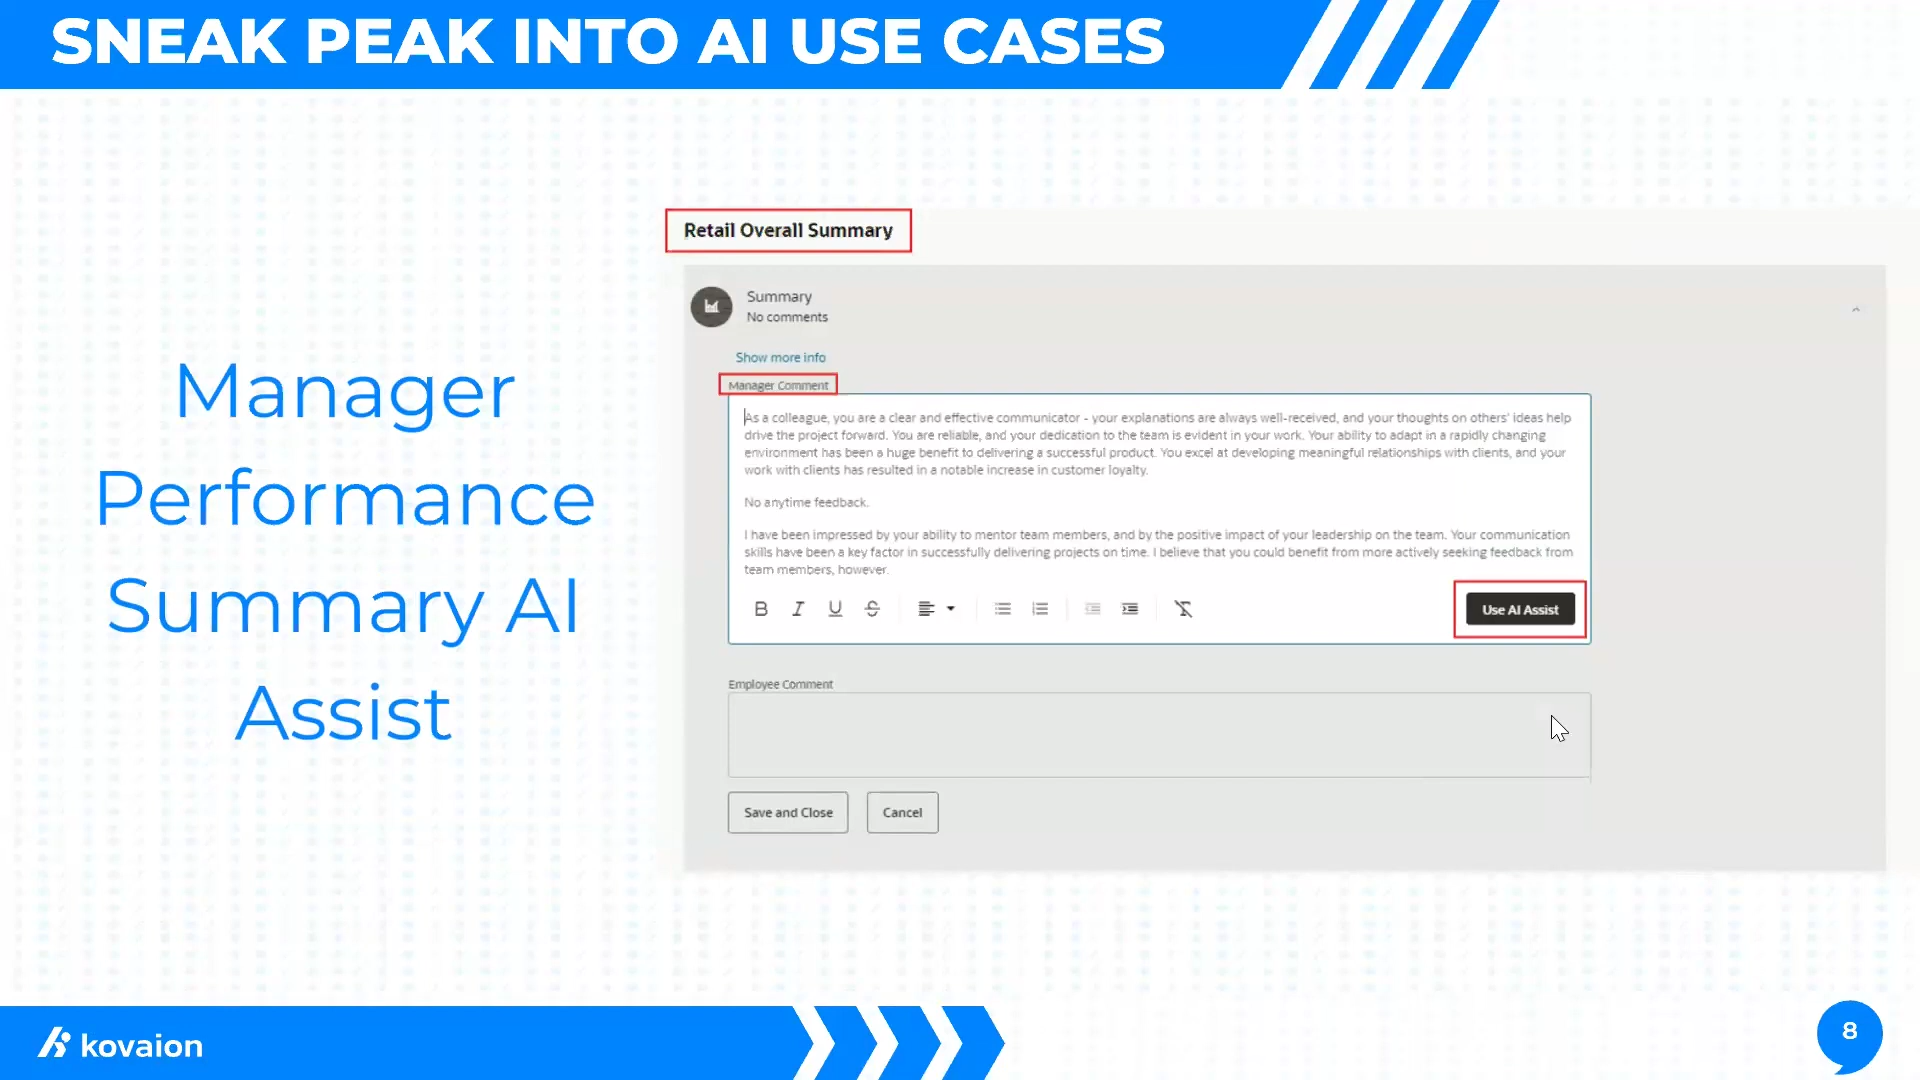 SNEAK PEAK INTO AI USE CASES
Manager
Performance
Summary AI
Assist
Retail Overall Summary
Summary
No comments
Show more info
Manager Comment
As a colleague, you are a clear and effective communicator - your explanations are always well-received, and your thoughts on others' ideas help
drive the project forward. You are reliable, and your dedication to the team is evident in your work. Your ability to adapt in a rapidly changing
environment has been a huge benefit to delivering a successful product. You excel at developing meaningful relationships with clients, and your
work with clients has resulted in a notable increase in customer loyalty.
No anytime feedback.
I have been impressed by your ability to mentor team members, and by the positive impact of your leadership on the team. Your communication
skills have been a key factor in successfully delivering projects on time. I believe that you could benefit from more actively seeking feedback from
team members, however.
B I U S
Use AI Assist
Employee Comment
Save and Close
Cancel
kovaion
8